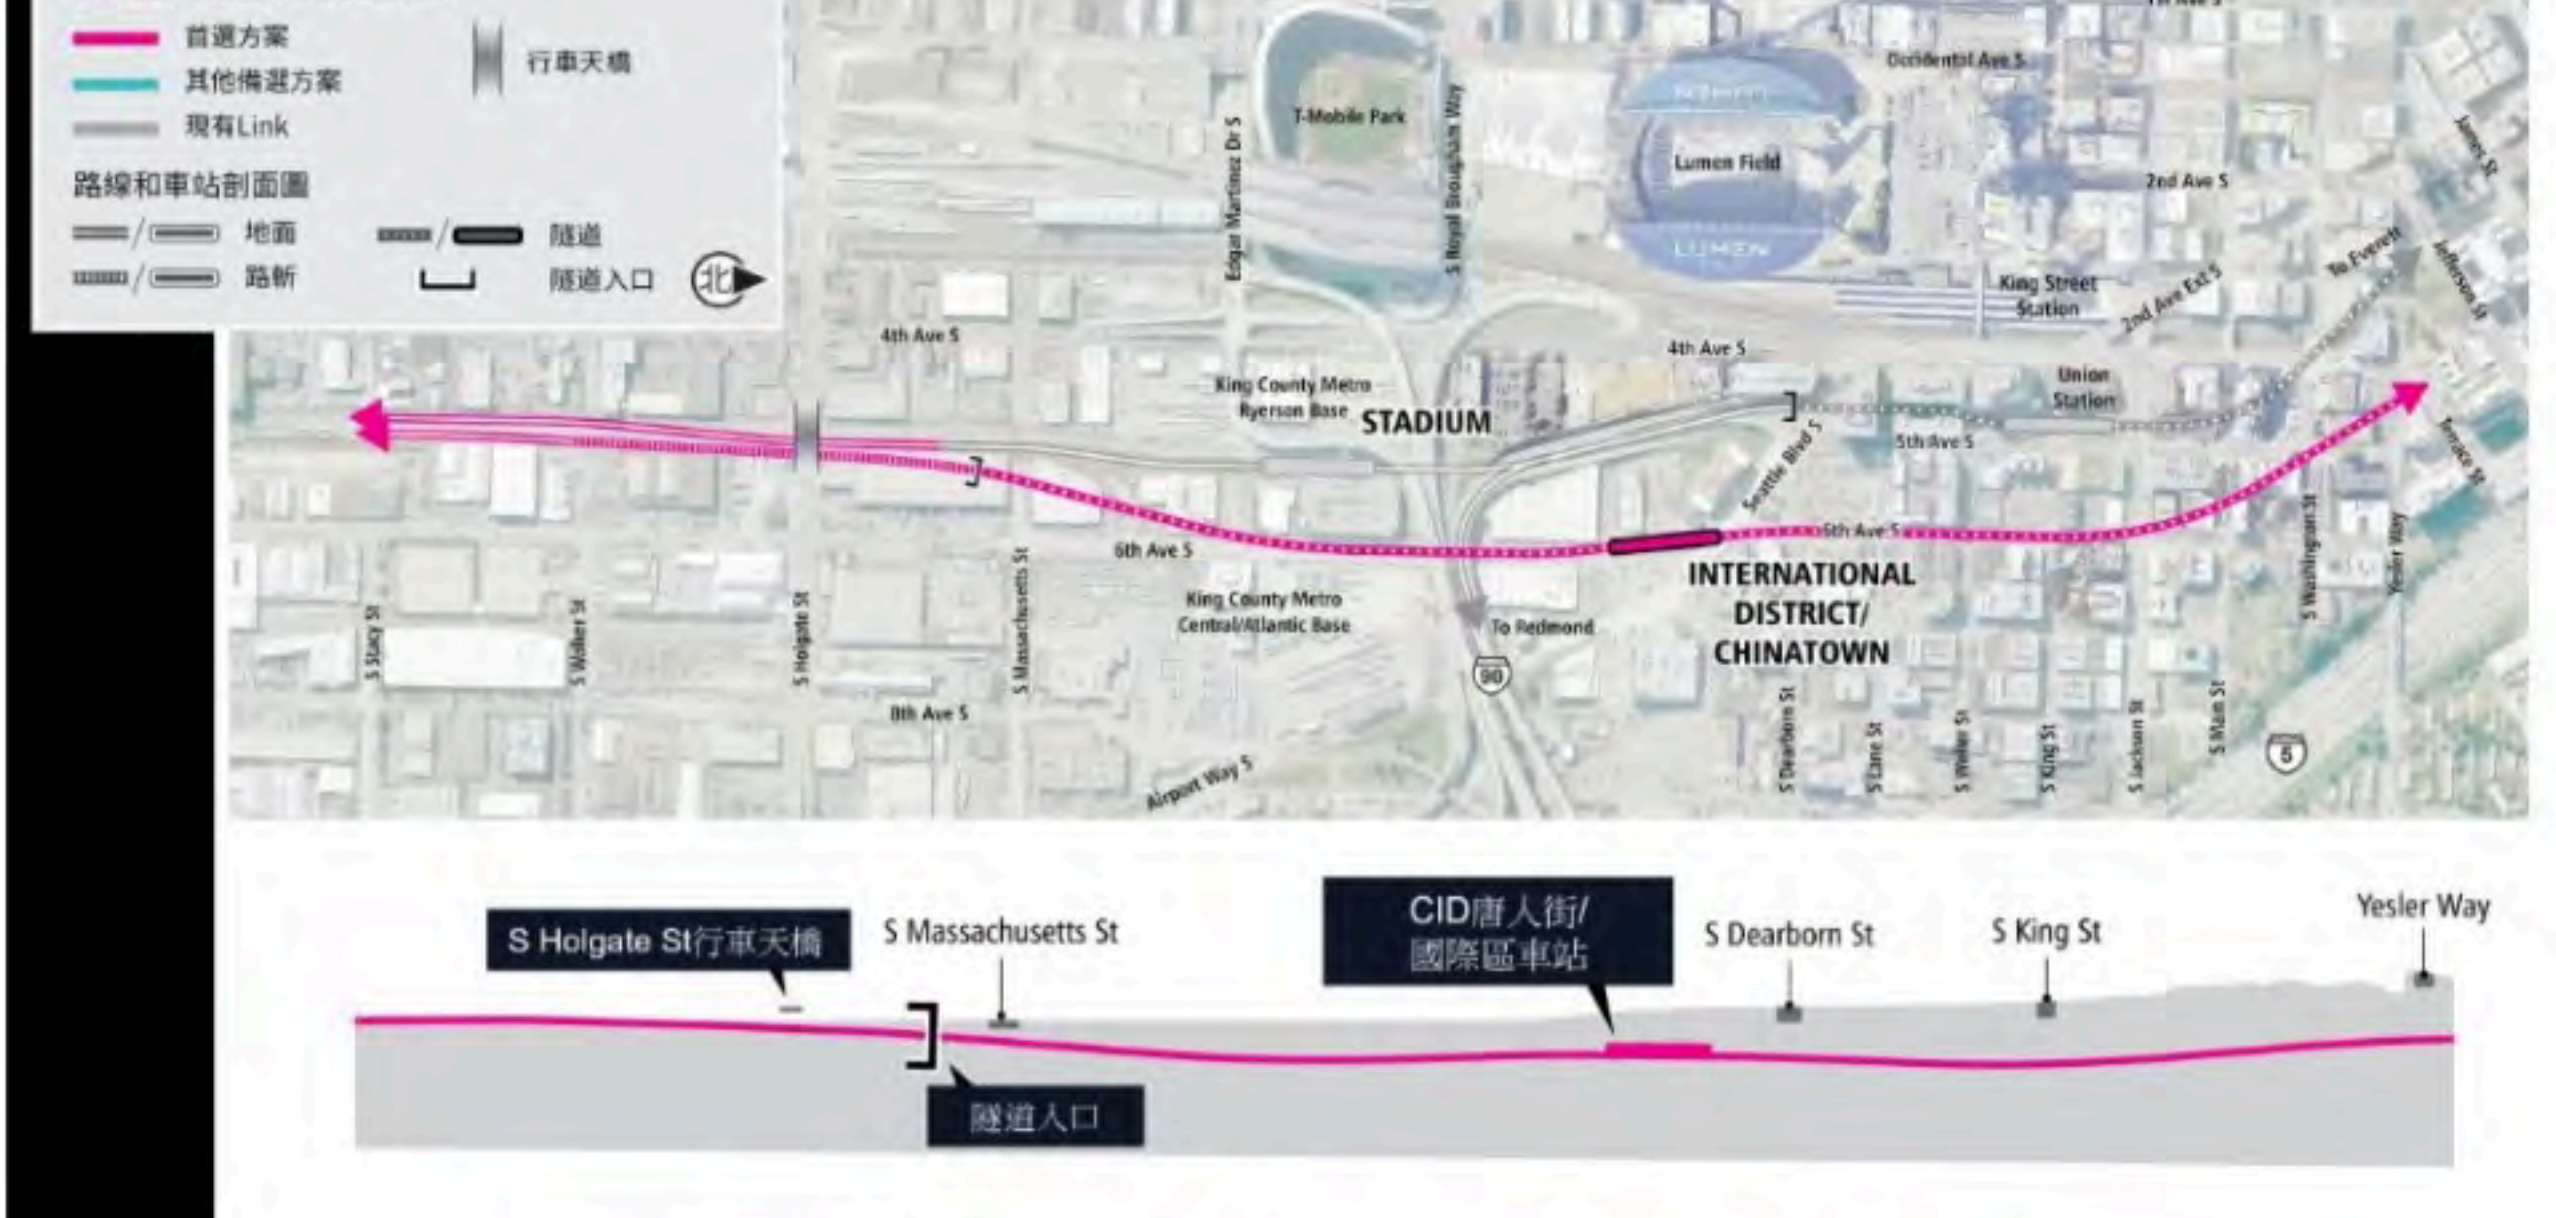 首選方案
其他備選方案
現有Link
行車天橋
路線和車站剖面圖
地面
隧道
路塹
隧道入口
北
T-Mobile Park
Edgar Martinez Dr S
S Royal Brougham Way
Lumen Field
LUMEN
Occidental Ave S
2nd Ave S
James St
Jefferson St
To Everett
King Street
Station
2nd Ave Ext S
4th Ave S
4th Ave S
King County Metro
Ryerson Base
STADIUM
Union
Station
5th Ave S
Seattle Blvd S
Terrace St
6th Ave S
6th Ave S
INTERNATIONAL
DISTRICT/
CHINATOWN
King County Metro
Central/Atlantic Base
To Redmond
90
S Stacy St
S Walker St
S Holgate St
S Massachusetts St
8th Ave S
Airport Way S
S Dearborn St
S Lane St
S Weller St
S King St
S Jackson St
S Main St
S Washington St
Yesler Way
5
S Holgate St行車天橋
S Massachusetts St
CID唐人街/
國際區車站
S Dearborn St
S King St
Yesler Way
隧道入口